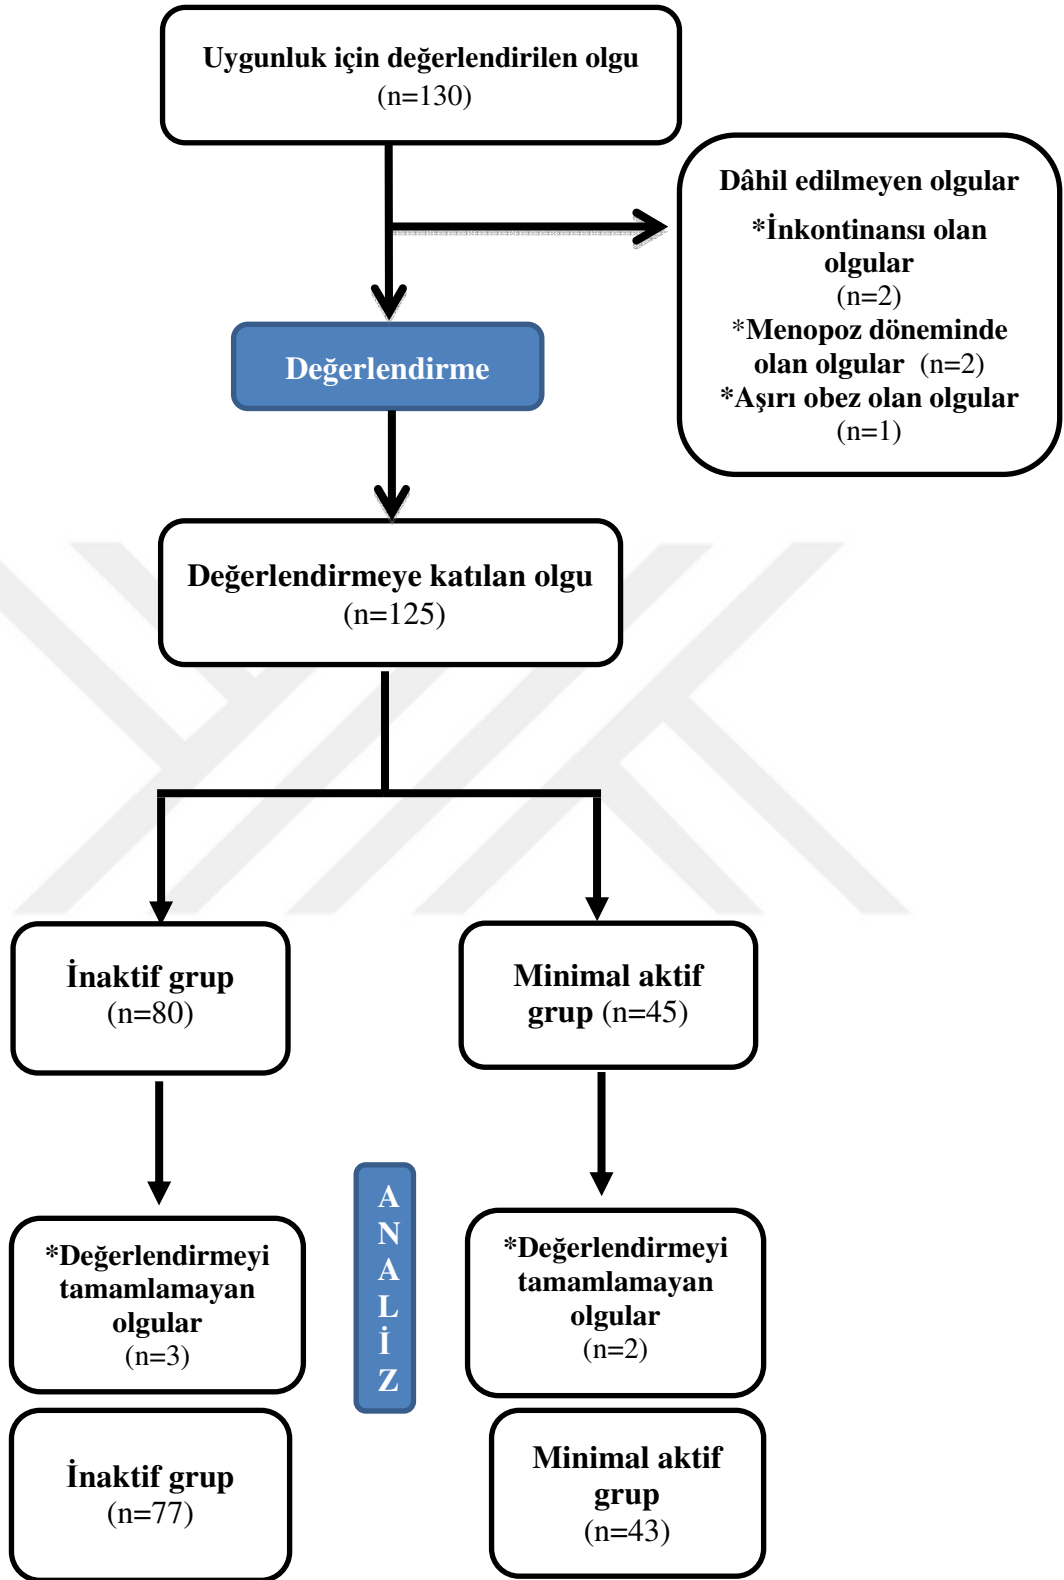 Uygunluk için değerlendirilen olgu
(n=130)
Dâhil edilmeyen olgular
*İnkontinansı olan
olgular
(n=2)
*Menopoz döneminde
olan olgular (n=2)
*Aşırı obez olan olgular
(n=1)
Değerlendirme
Değerlendirmeye katılan olgu
(n=125)
İnaktif grup
(n=80)
Minimal aktif
grup (n=45)
*Değerlendirmeyi
tamamlamayan
olgular
(n=3)
A
N
A
L
İ
Z
*Değerlendirmeyi
tamamlamayan
olgular
(n=2)
İnaktif grup
(n=77)
Minimal aktif
grup
(n=43)